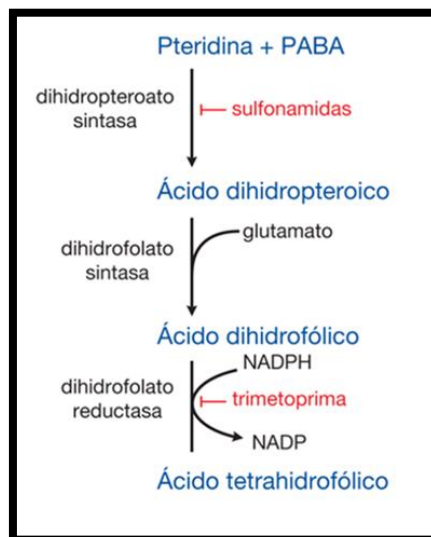 Pteridina + PABA
dihidropteroato
sintasa
sulfonamidas
Ácido dihidropteroico
glutamato
dihidrofolato
sintasa
Ácido dihidrofólico
NADPH
dihidrofolato
reductasa
trimetoprima
NADP
Ácido tetrahidrofólico